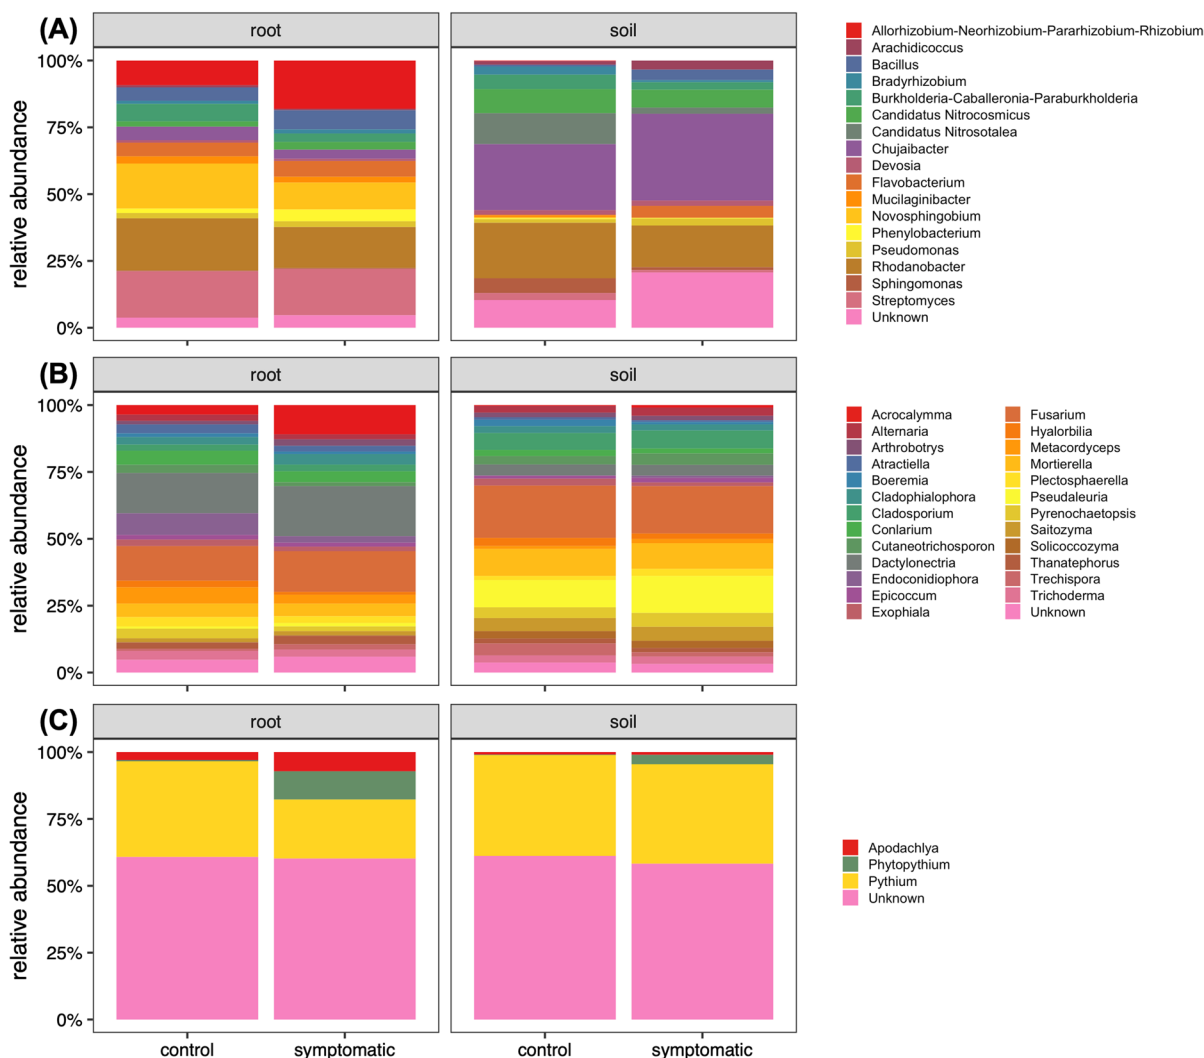 (A)
root
soil
relative abundance
100%
75%
50%
25%
0%
Allorhizobium-Neorhizobium-Pararhizobium-Rhizobium
Arachidicoccus
Bacillus
Bradyrhizobium
Burkholderia-Caballeronia-Paraburkholderia
Candidatus Nitrocosmicus
Candidatus Nitrosotalea
Chujaibacter
Devosia
Flavobacterium
Mucilaginibacter
Novosphingobium
Phenylobacterium
Pseudomonas
Rhodanobacter
Sphingomonas
Streptomyces
Unknown
(B)
root
soil
relative abundance
100%
75%
50%
25%
0%
Acrocalymma
Alternaria
Arthrobotrys
Atractiella
Boeremia
Cladophialophora
Cladosporium
Conlarium
Cutaneotrichosporon
Dactylonectria
Endoconidiophora
Epicoccum
Exophiala
Fusarium
Hyalorbilia
Metacordyceps
Mortierella
Plectosphaerella
Pseudaleuria
Pyrenochaetopsis
Saitozyma
Solicoccozyma
Thanatephorus
Trechispora
Trichoderma
Unknown
(C)
root
soil
relative abundance
100%
75%
50%
25%
0%
control
symptomatic
control
symptomatic
Apodachlya
Phytopythium
Pythium
Unknown